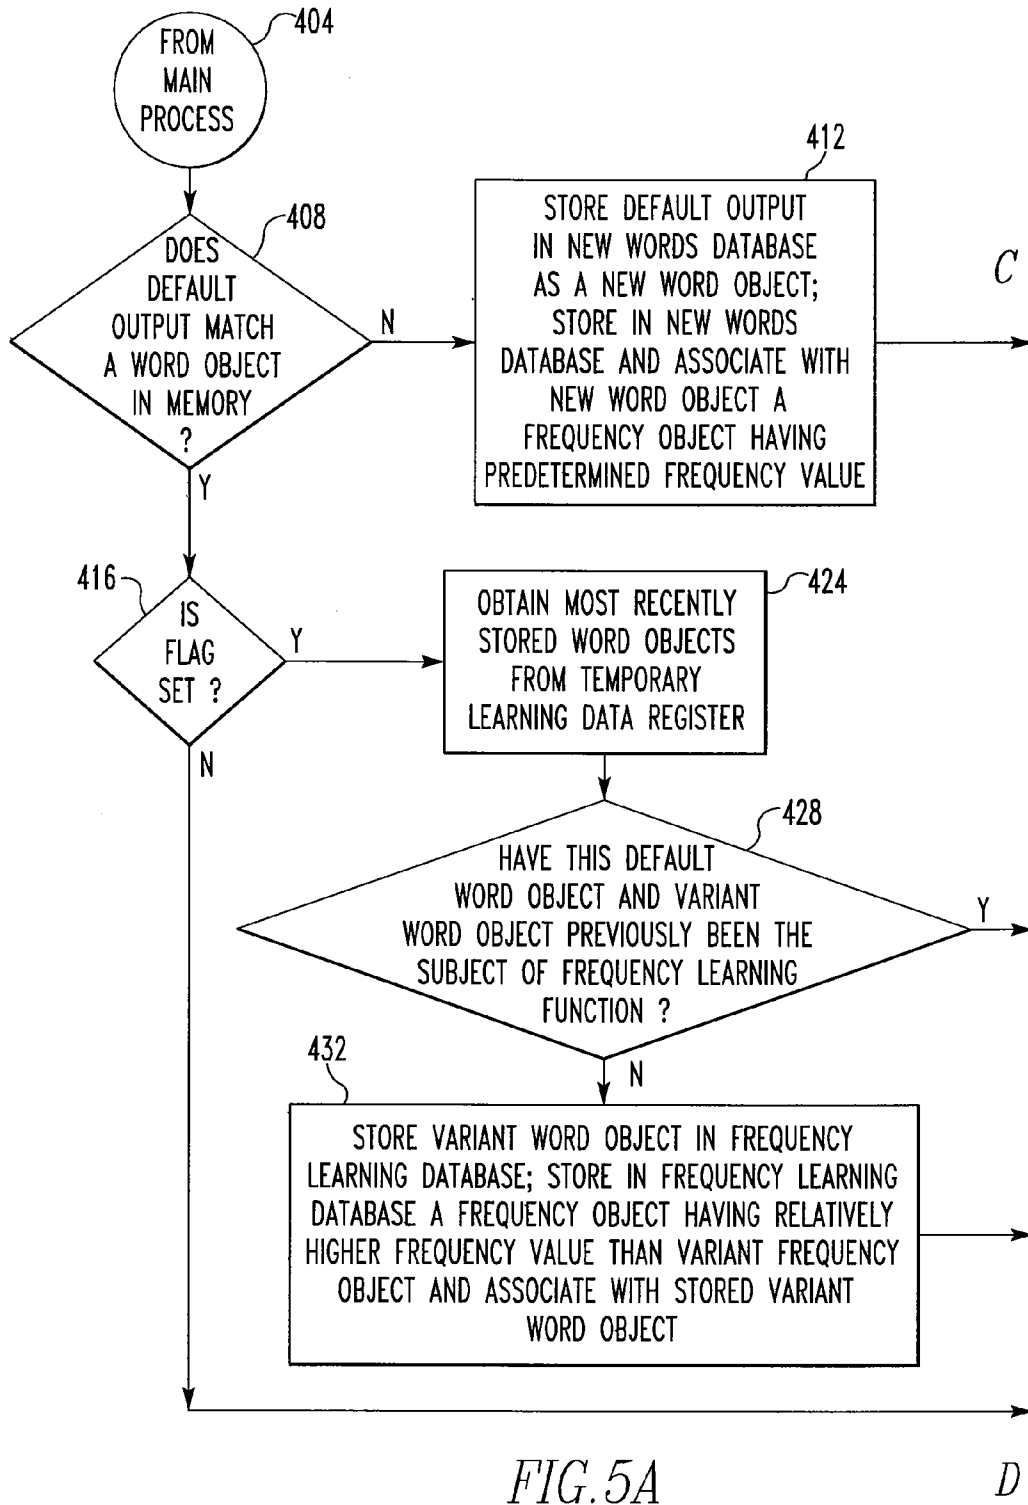 404
FROM
MAIN
PROCESS
408
DOES
DEFAULT
OUTPUT MATCH
A WORD OBJECT
IN MEMORY
?
N
Y
412
STORE DEFAULT OUTPUT
IN NEW WORDS DATABASE
AS A NEW WORD OBJECT;
STORE IN NEW WORDS
DATABASE AND ASSOCIATE WITH
NEW WORD OBJECT A
FREQUENCY OBJECT HAVING
PREDETERMINED FREQUENCY VALUE
C
416
IS
FLAG
SET ?
Y
N
424
OBTAIN MOST RECENTLY
STORED WORD OBJECTS
FROM TEMPORARY
LEARNING DATA REGISTER
428
HAVE THIS DEFAULT
WORD OBJECT AND VARIANT
WORD OBJECT PREVIOUSLY BEEN THE
SUBJECT OF FREQUENCY LEARNING
FUNCTION ?
Y
N
432
STORE VARIANT WORD OBJECT IN FREQUENCY
LEARNING DATABASE; STORE IN FREQUENCY LEARNING
DATABASE A FREQUENCY OBJECT HAVING RELATIVELY
HIGHER FREQUENCY VALUE THAN VARIANT FREQUENCY
OBJECT AND ASSOCIATE WITH STORED VARIANT
WORD OBJECT
FIG.5A
D